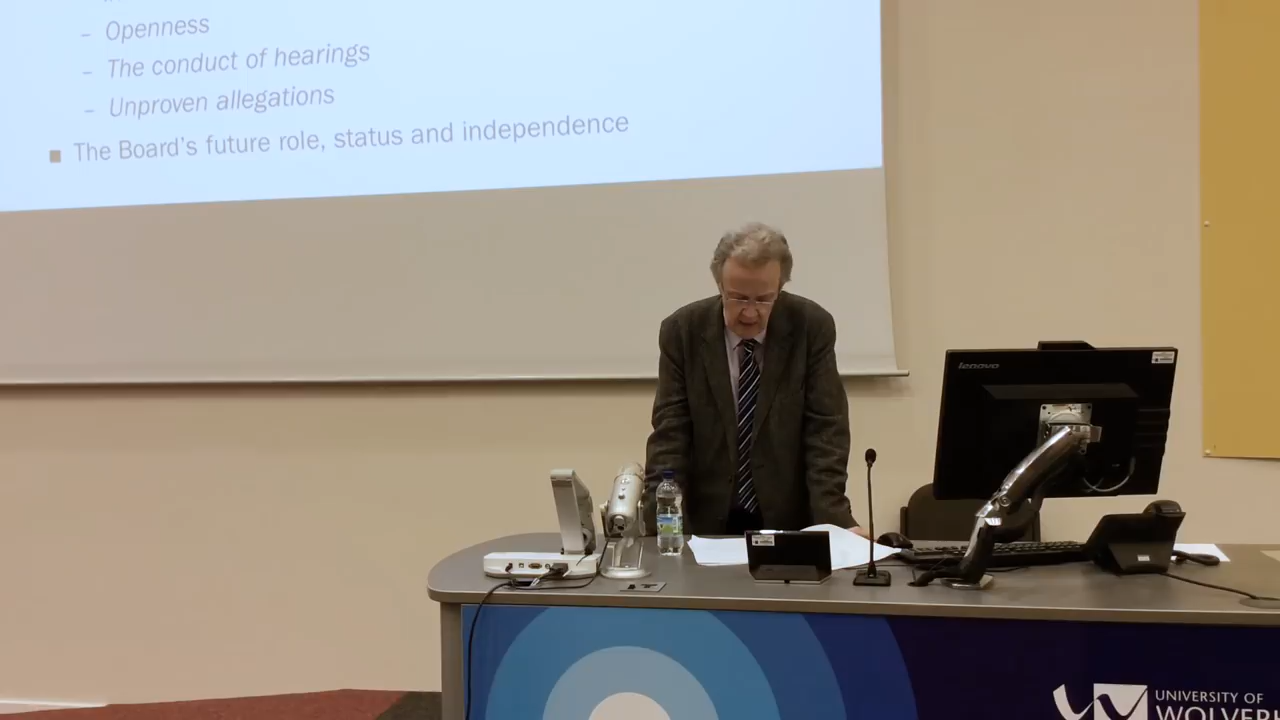 – Openness
– The conduct of hearings
– Unproven allegations
■ The Board's future role, status and independence
lenovo
UNIVERSITY OF